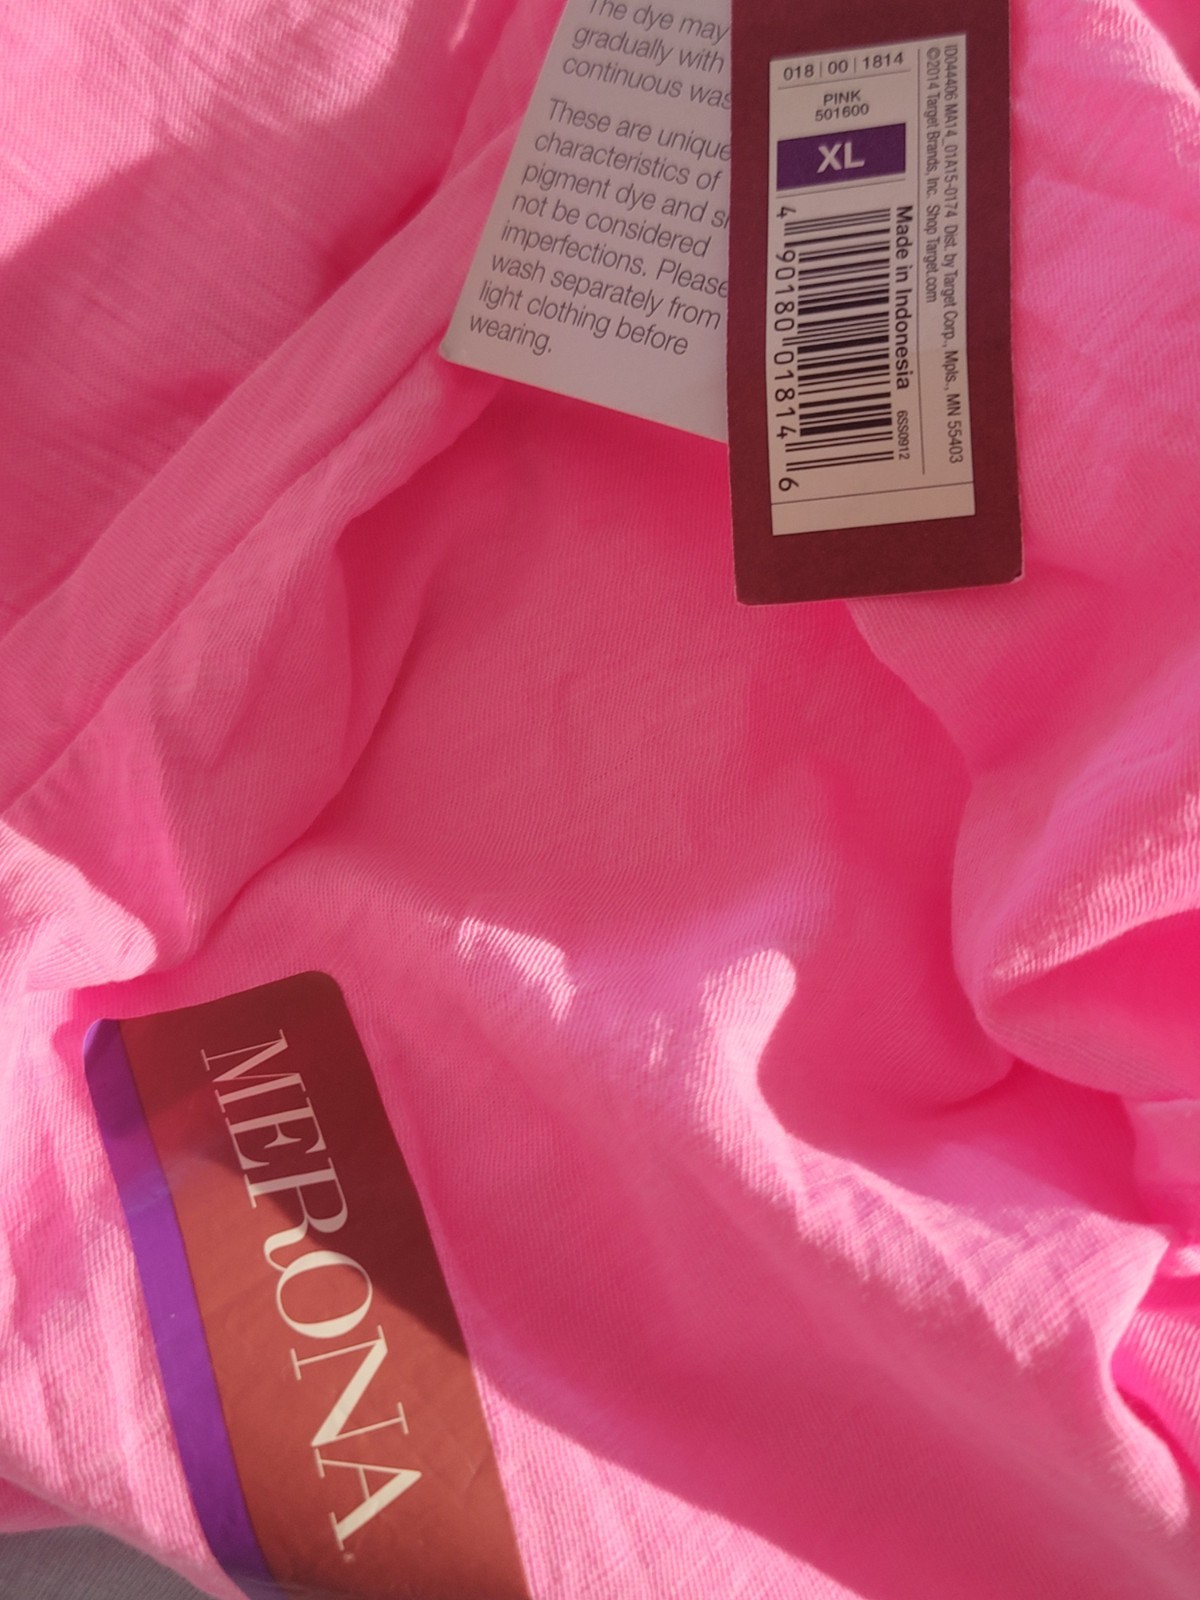 The dye may
gradually with
continuous was
These are unique
characteristics of
pigment dye and s
not be considered
imperfections. Please
wash separately from
light clothing before
wearing.
018 | 00 | 1814
PINK
501600
XL
4 90180 01814 6
Made in Indonesia 6SS0912
©2014 Target Brands, Inc. Shop Target.com
ID044406 MA14_01A15-0174 Dist. by Target Corp., Mpls., MN 55403
MERONA